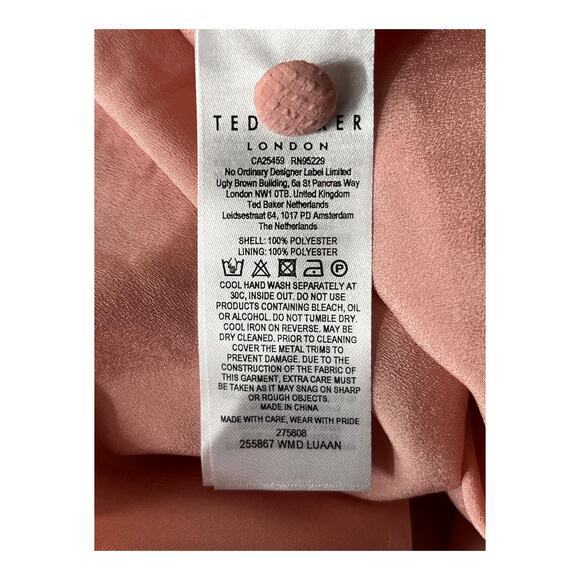 TED BAKER
LONDON
CA25459 RN95229
No Ordinary Designer Label Limited
Ugly Brown Building, 6a St Pancras Way
London NW1 0TB. United Kingdom
Ted Baker Netherlands
Leidsestraat 64, 1017 PD Amsterdam
The Netherlands
SHELL: 100% POLYESTER
LINING: 100% POLYESTER
COOL HAND WASH SEPARATELY AT
30C, INSIDE OUT. DO NOT USE
PRODUCTS CONTAINING BLEACH, OIL
OR ALCOHOL. DO NOT TUMBLE DRY.
COOL IRON ON REVERSE. MAY BE
DRY CLEANED. PRIOR TO CLEANING
COVER THE METAL TRIMS TO
PREVENT DAMAGE. DUE TO THE
CONSTRUCTION OF THE FABRIC OF
THIS GARMENT, EXTRA CARE MUST
BE TAKEN AS IT MAY SNAG ON SHARP
OR ROUGH OBJECTS.
MADE IN CHINA
MADE WITH CARE, WEAR WITH PRIDE
275808
255867 WMD LUAAN